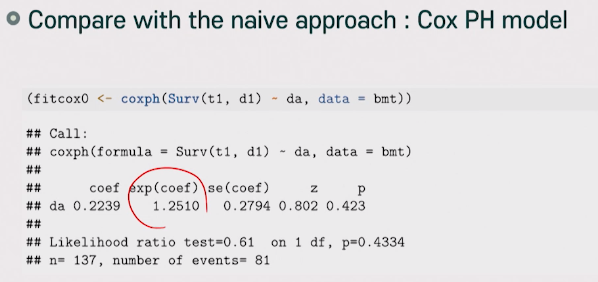 Compare with the naive approach : Cox PH model
(fitcox0 <- coxph(Surv(t1, d1) ~ da, data = bmt))
## Call:
## coxph(formula = Surv(t1, d1) ~ da, data = bmt)
##
## coef exp(coef) se(coef) z p
## da 0.2239 1.2510 0.2794 0.802 0.423
##
## Likelihood ratio test=0.61 on 1 df, p=0.4334
## n= 137, number of events= 81